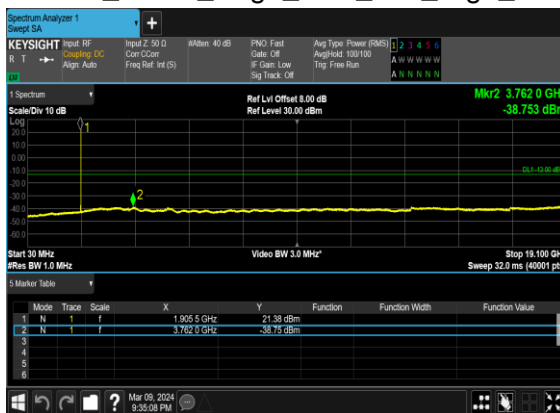 Spectrum Analyzer 1
Swept SA
+
KEYSIGHT Input: RF Input Z: 50 Ω #Atten: 40 dB PNO: Fast Avg Type: Power (RMS) 1 2 3 4 5 6
R T Coupling: DC Corr CCorr Gate: Off Avg|Hold: 100/100 A W W W W W
Align: Auto Freq Ref: Int (S) IF Gain: Low Trig: Free Run A N N N N N
LU Sig Track: Off
1 Spectrum Ref Lvl Offset 8.00 dB Mkr2 3.762 0 GH
Scale/Div 10 dB Ref Level 30.00 dBm -38.753 dBr
Log
20.0 1
10.0
0.00
-10.0 DL1 -13.00 dB
-20.0
-30.0 2
-40.0
-50.0
-60.0
Start 30 MHz Video BW 3.0 MHz* Stop 19.100 GH
#Res BW 1.0 MHz Sweep 32.0 ms (40001 pt
5 Marker Table
Mode Trace Scale X Y Function Function Width Function Value
1 N 1 f 1.905 5 GHz 21.38 dBm
2 N 1 f 3.762 0 GHz -38.75 dBm
3
4
5
6
? Mar 09, 2024
9:35:08 PM